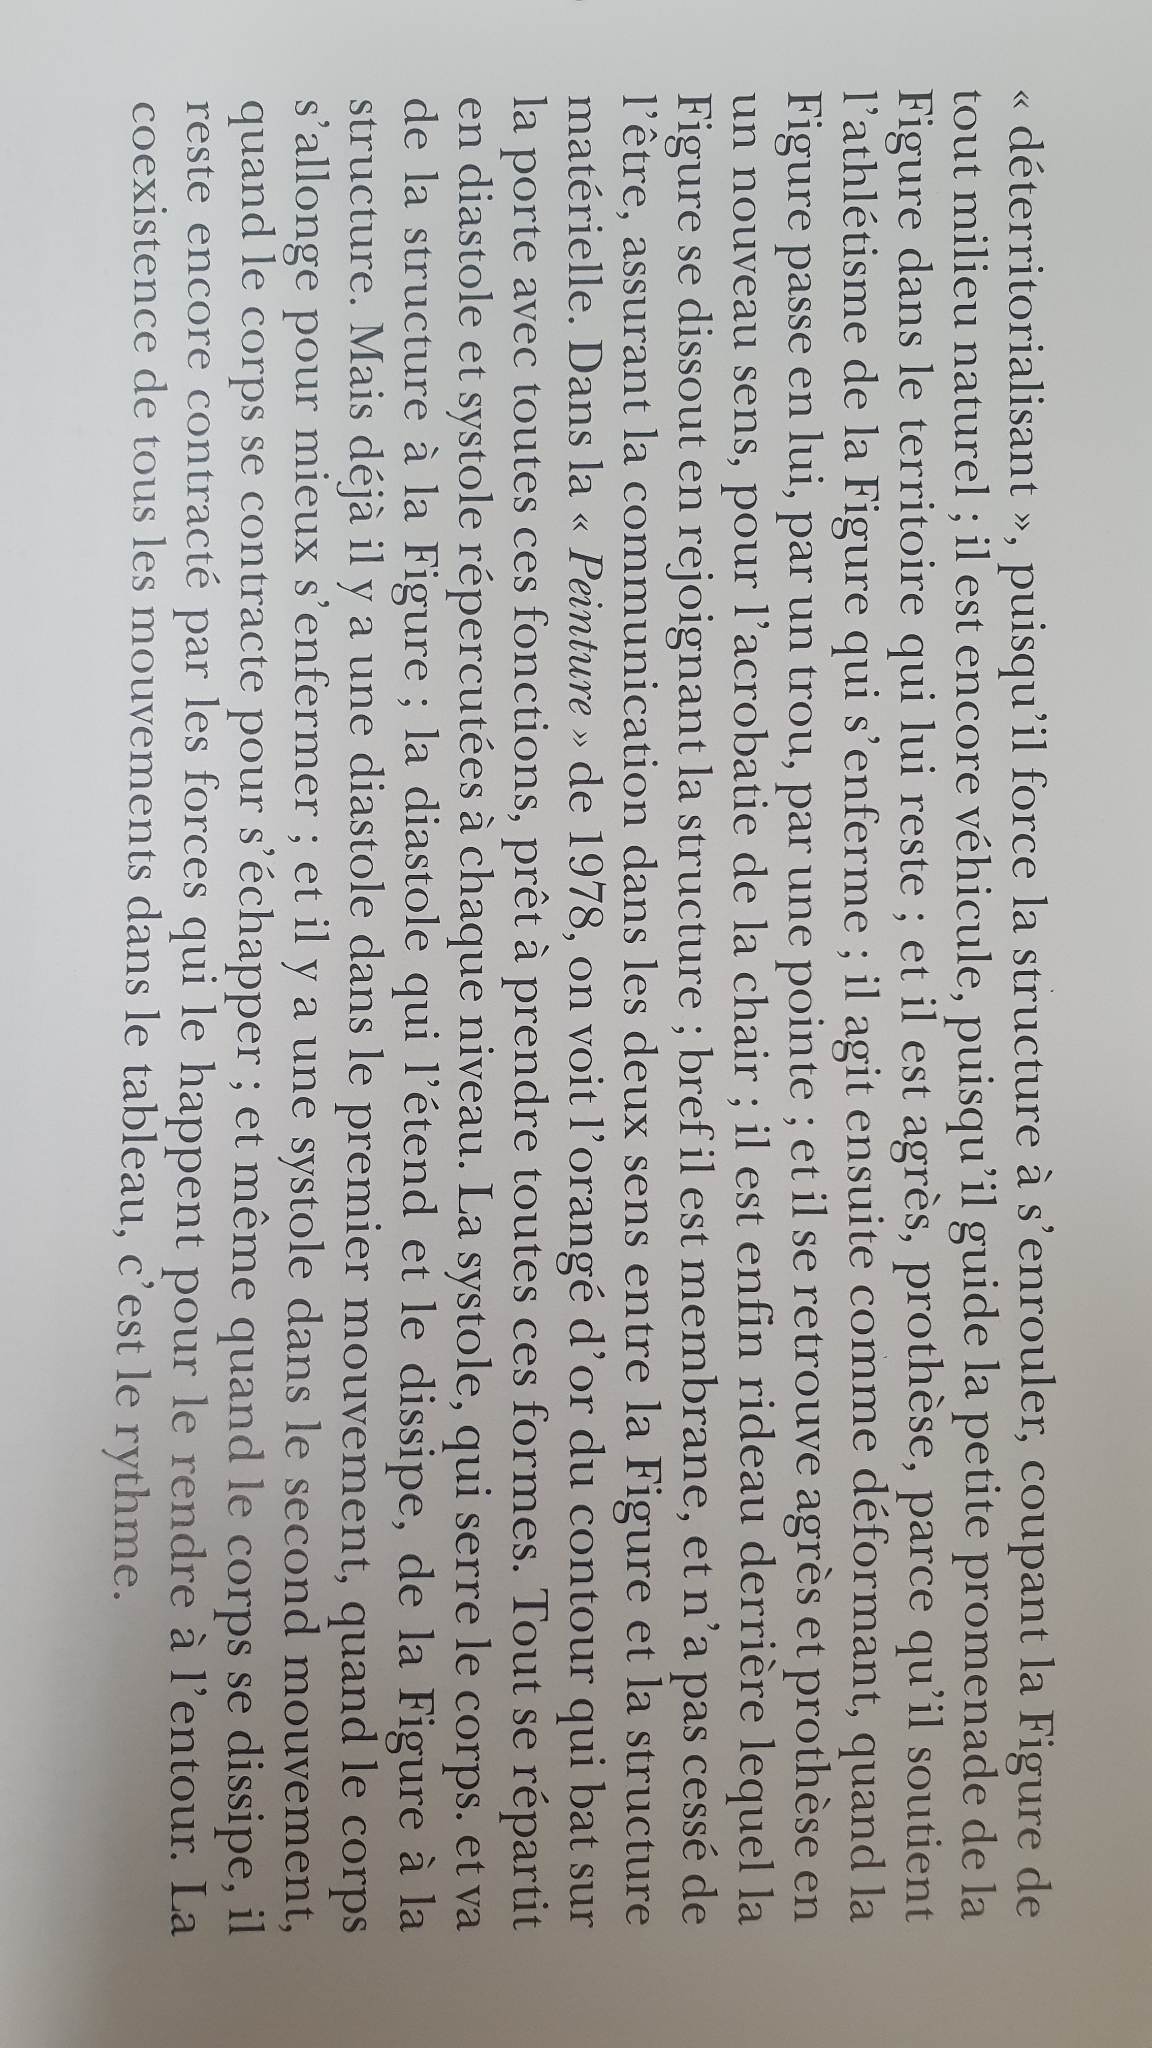 « déterritorialisant », puisqu'il force la structure à s'enrouler, coupant la Figure de
tout milieu naturel ; il est encore véhicule, puisqu'il guide la petite promenade de la
Figure dans le territoire qui lui reste ; et il est agrès, prothèse, parce qu'il soutient
l'athlétisme de la Figure qui s'enferme ; il agit ensuite comme déformant, quand la
Figure passe en lui, par un trou, par une pointe ; et il se retrouve agrès et prothèse en
un nouveau sens, pour l'acrobatie de la chair ; il est enfin rideau derrière lequel la
Figure se dissout en rejoignant la structure ; bref il est membrane, et n'a pas cessé de
l'être, assurant la communication dans les deux sens entre la Figure et la structure
matérielle. Dans la « Peinture » de 1978, on voit l'orangé d'or du contour qui bat sur
la porte avec toutes ces fonctions, prêt à prendre toutes ces formes. Tout se répartit
en diastole et systole répercutées à chaque niveau. La systole, qui serre le corps. et va
de la structure à la Figure ; la diastole qui l'étend et le dissipe, de la Figure à la
structure. Mais déjà il y a une diastole dans le premier mouvement, quand le corps
s'allonge pour mieux s'enfermer ; et il y a une systole dans le second mouvement,
quand le corps se contracte pour s'échapper ; et même quand le corps se dissipe, il
reste encore contracté par les forces qui le happent pour le rendre à l'entour. La
coexistence de tous les mouvements dans le tableau, c'est le rythme.